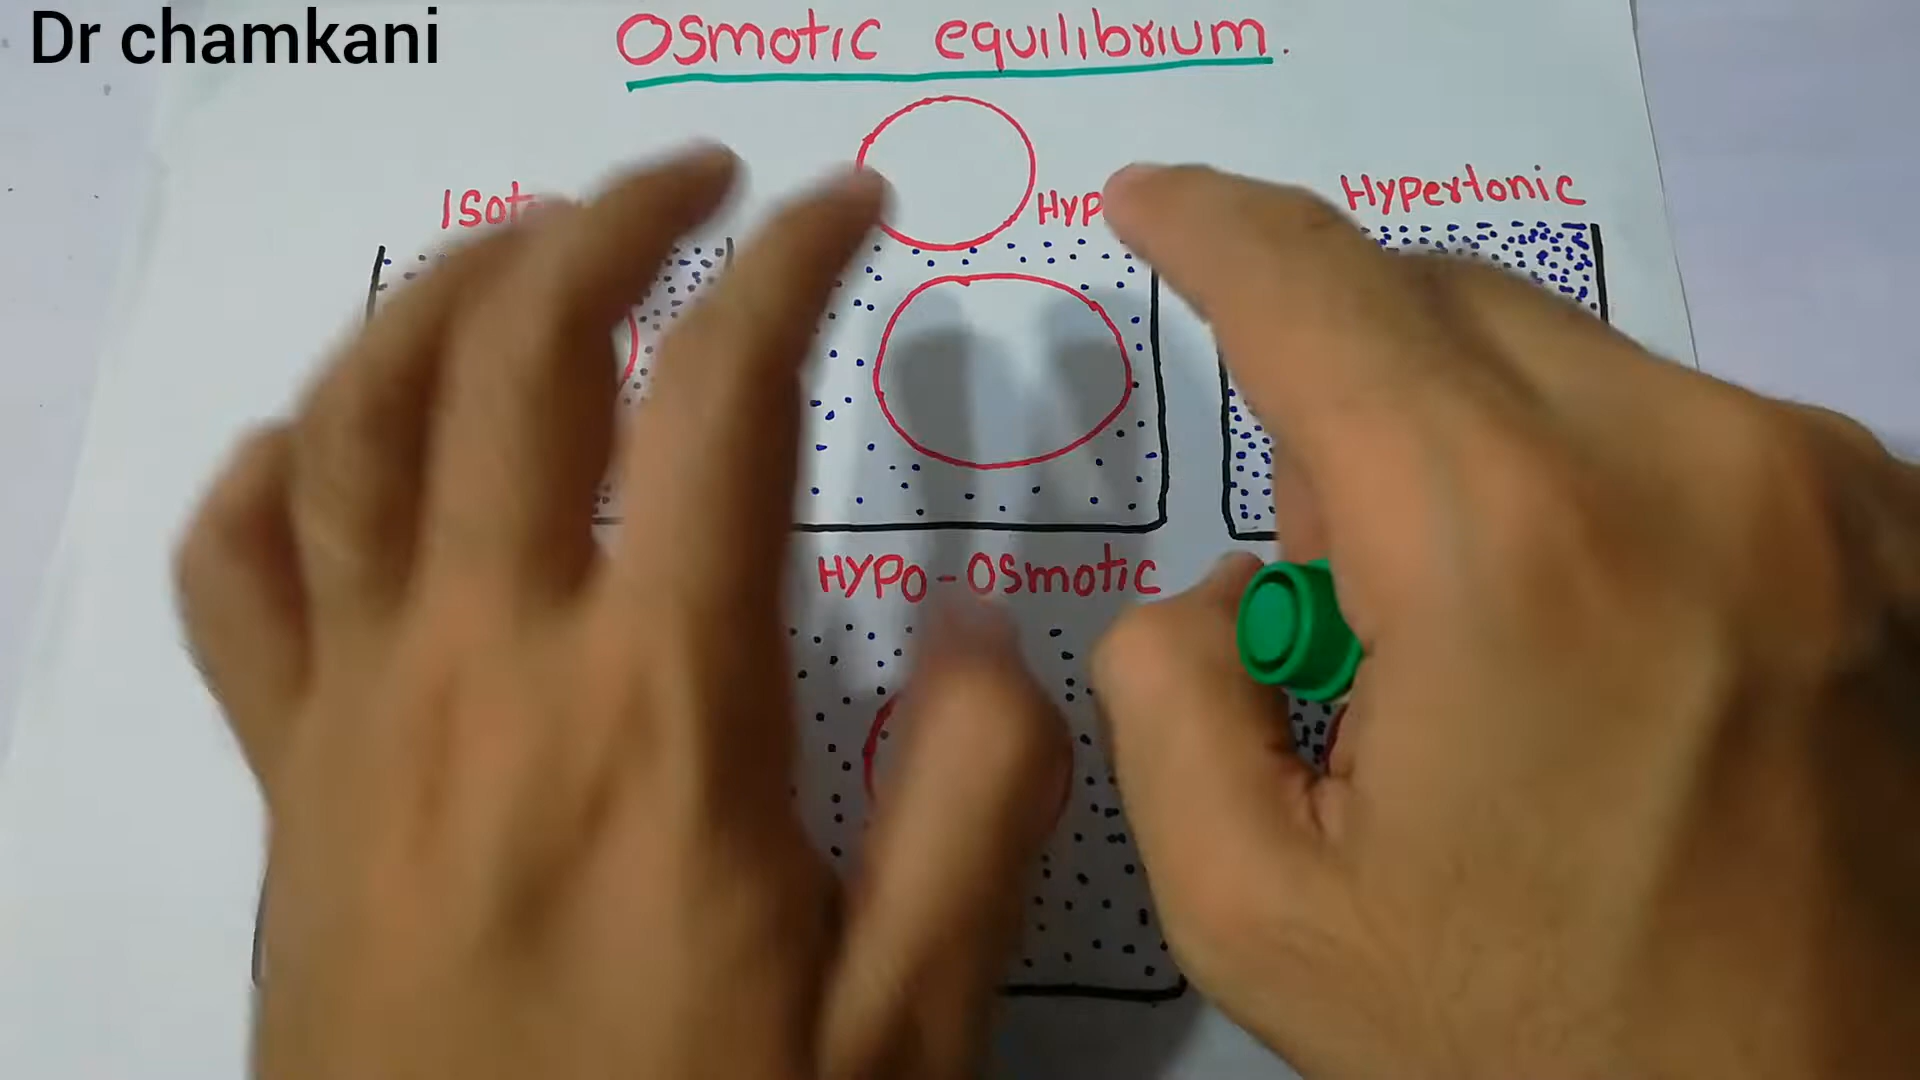 Dr chamkani
Osmotic equilibrium.
Hypertonic
Hypo-Osmotic